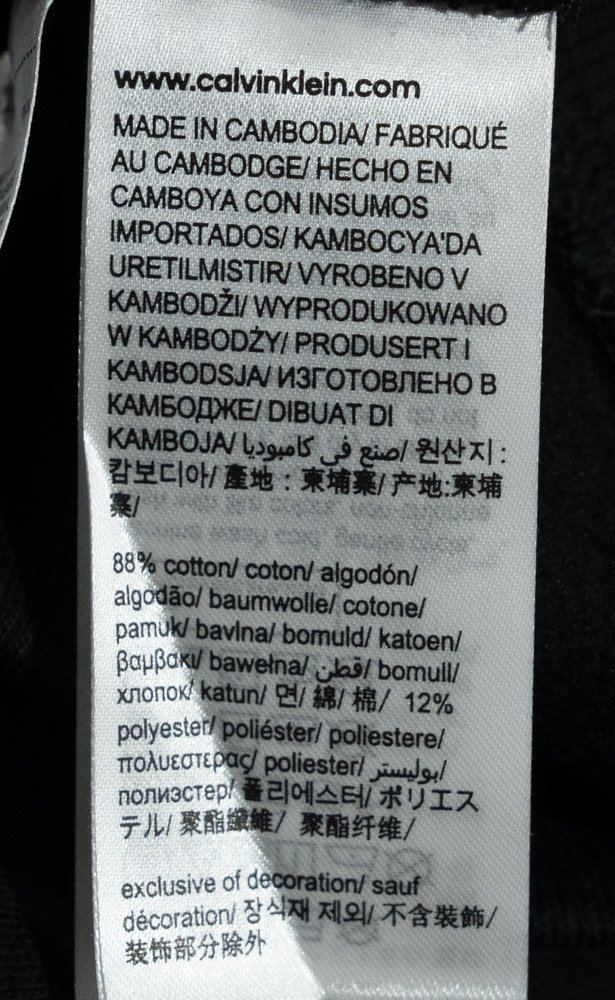 www.calvinklein.com
MADE IN CAMBODIA/ FABRIQUÉ
AU CAMBODGE/ HECHO EN
CAMBOYA CON INSUMOS
IMPORTADOS/ KAMBOCYA'DA
URETILMISTIR/ VYROBENO V
KAMBODŽI/ WYPRODUKOWANO
W KAMBODŻY/ PRODUSERT I
KAMBODSJA/ ИЗГОТОВЛЕНО В
КАМБОДЖЕ/ DIBUAT DI
KAMBOJA/ صنع في كامبوديا/ 원산지 :
캄보디아/ 產地 : 柬埔寨/ 产地:柬埔
寨/
88% cotton/ coton/ algodón/
algodão/ baumwolle/ cotone/
pamuk/ bavlna/ bomuld/ katoen/
βαμβακι/ bawełna/ قطن/ bomull/
хлопок/ katun/ 면/ 綿/ 棉/ 12%
polyester/ poliéster/ poliestere/
πολυεστερας/ poliester/ بوليستر/
полиэстер/ 폴리에스터/ ポリエス
テル/ 聚酯纖維/ 聚酯纤维/
exclusive of decoration/ sauf
décoration/ 장식재 제외/ 不含裝飾/
装饰部分除外